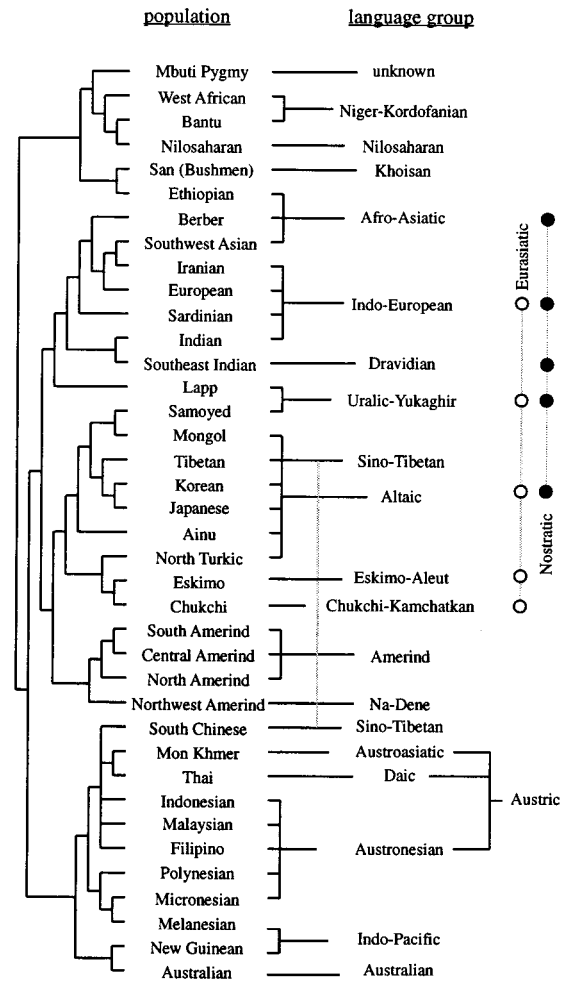 population language group
Mbuti Pygmy unknown
West African
Niger-Kordofanian
Bantu
Nilosaharan Nilosaharan
San (Bushmen) Khoisan
Ethiopian
Berber Afro-Asiatic
Southwest Asian
Eurasiatic
Iranian
European
Indo-European
Sardinian
Indian
Southeast Indian Dravidian
Lapp
Uralic-Yukaghir
Samoyed
Mongol
Tibetan Sino-Tibetan
Korean
Altaic
Japanese
Ainu
Nostratic
North Turkic
Eskimo Eskimo-Aleut
Chukchi Chukchi-Kamchatkan
South Amerind
Central Amerind Amerind
North Amerind
Northwest Amerind Na-Dene
South Chinese Sino-Tibetan
Mon Khmer Austroasiatic
Thai Daic
Indonesian Austric
Malaysian
Filipino Austronesian
Polynesian
Micronesian
Melanesian
Indo-Pacific
New Guinean
Australian Australian